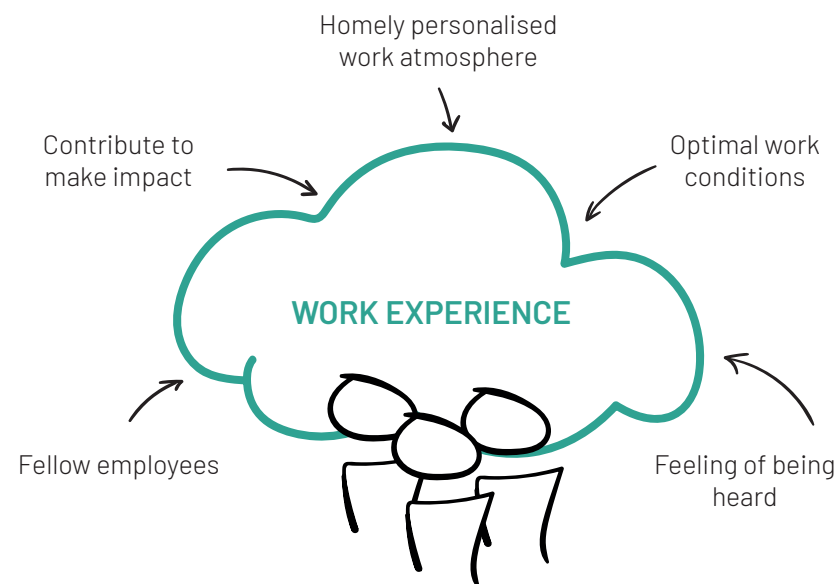 Homely personalised
work atmosphere
Contribute to
make impact
Optimal work
conditions
WORK EXPERIENCE
Fellow employees
Feeling of being
heard